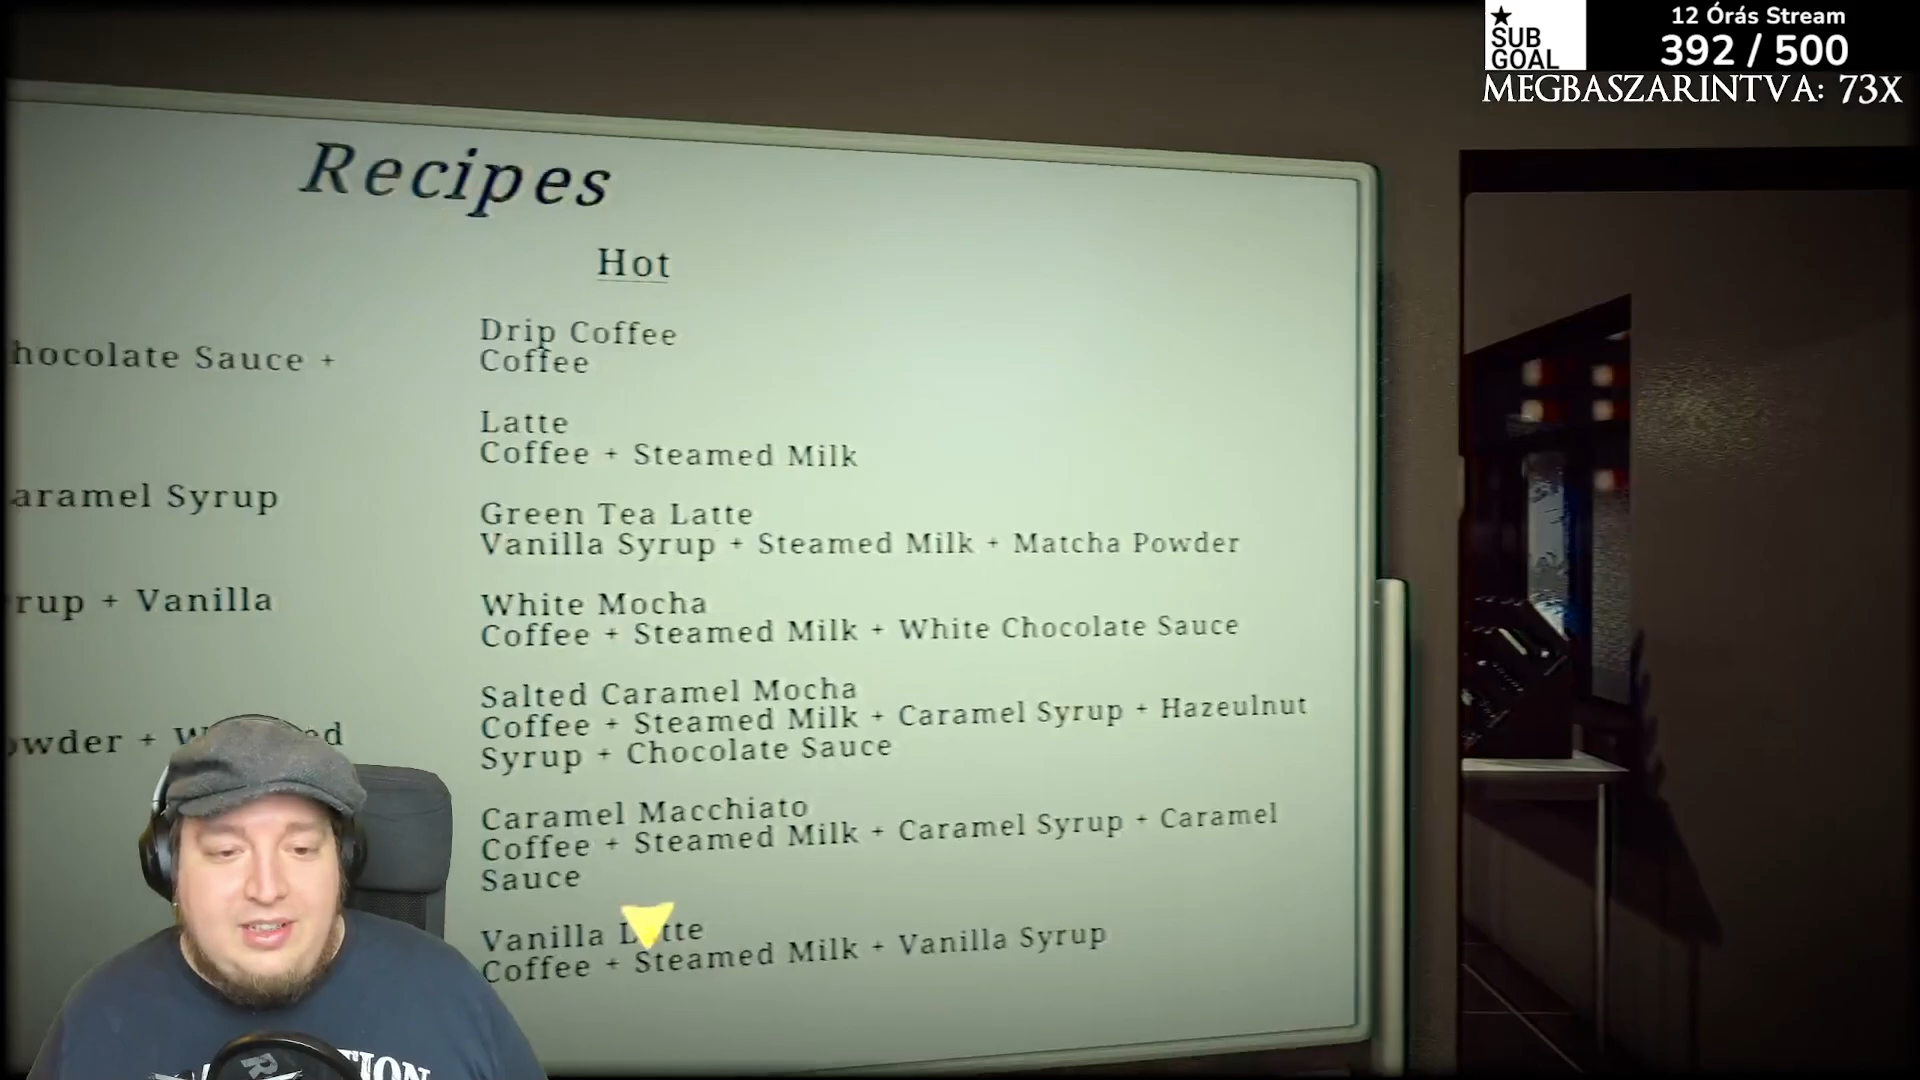 SUB
GOAL
12 Órás Stream
392 / 500
MEGBASZARINTVA: 73X
Recipes
Hot
Drip Coffee
Coffee
Latte
Coffee + Steamed Milk
Green Tea Latte
Vanilla Syrup + Steamed Milk + Matcha Powder
White Mocha
Coffee + Steamed Milk + White Chocolate Sauce
Salted Caramel Mocha
Coffee + Steamed Milk + Caramel Syrup + Hazeulnut
Syrup + Chocolate Sauce
Caramel Macchiato
Coffee + Steamed Milk + Caramel Syrup + Caramel
Sauce
Vanilla
Coffee + Steamed Milk + Vanilla Syrup
hocolate Sauce +
aramel Syrup
rup + Vanilla
owder +